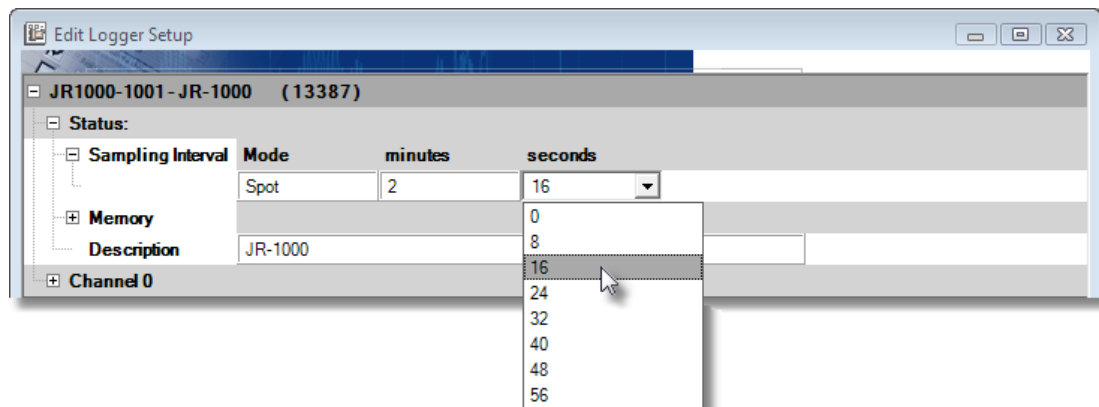 Edit Logger Setup
JR1000-1001 - JR-1000 (13387)
Status:
Sampling Interval Mode minutes seconds
Spot 2 16
Memory
0
Description JR-1000
8
Channel 0
16
24
32
40
48
56